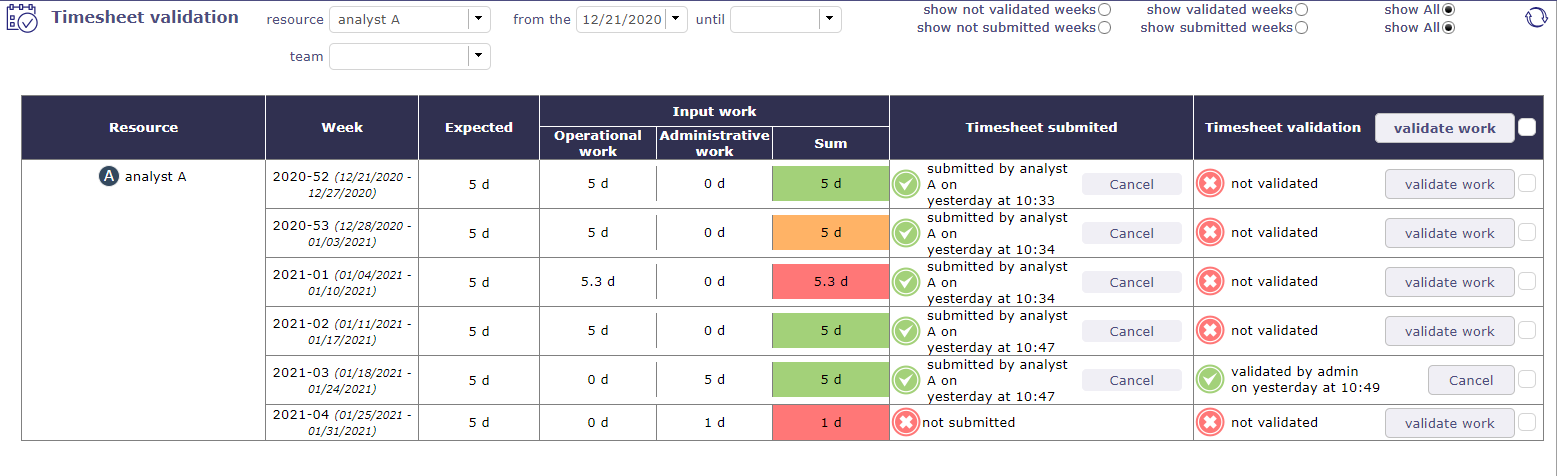 Timesheet validation
resource analyst A from the 12/21/2020 until
show not validated weeks show validated weeks show All
show not submitted weeks show submitted weeks show All
team
Resource Week Expected Input work Timesheet submited Timesheet validation validate work
Operational work Administrative work Sum
A analyst A
2020-52 (12/21/2020 -
12/27/2020)
5 d 5 d 0 d 5 d
submitted by analyst
A on
yesterday at 10:33
Cancel not validated validate work
2020-53 (12/28/2020 -
01/03/2021)
5 d 5 d 0 d 5 d
submitted by analyst
A on
yesterday at 10:34
Cancel not validated validate work
2021-01 (01/04/2021 -
01/10/2021)
5 d 5.3 d 0 d 5.3 d
submitted by analyst
A on
yesterday at 10:34
Cancel not validated validate work
2021-02 (01/11/2021 -
01/17/2021)
5 d 5 d 0 d 5 d
submitted by analyst
A on
yesterday at 10:47
Cancel not validated validate work
2021-03 (01/18/2021 -
01/24/2021)
5 d 0 d 5 d 5 d
submitted by analyst
A on
yesterday at 10:47
Cancel
validated by admin
on yesterday at 10:49
Cancel
2021-04 (01/25/2021 -
01/31/2021)
5 d 0 d 1 d 1 d
not submitted not validated validate work